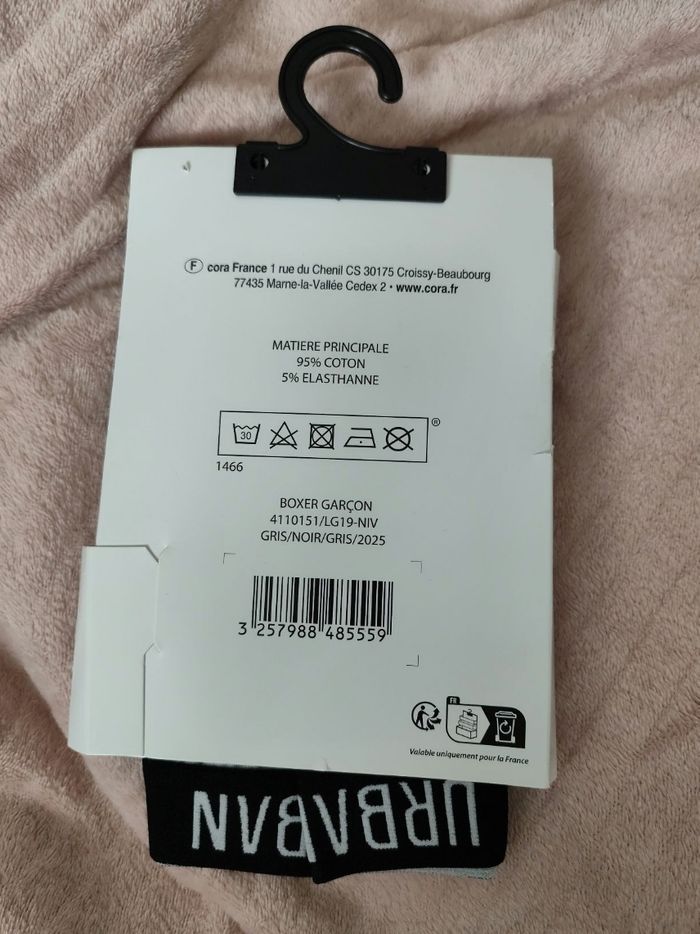 F cora France 1 rue du Chenil CS 30175 Croissy-Beaubourg
77435 Marne-la-Vallée Cedex 2 • www.cora.fr
MATIERE PRINCIPALE
95% COTON
5% ELASTHANNE
30
®
1466
BOXER GARÇON
4110151/LG19-NIV
GRIS/NOIR/GRIS/2025
3 257988 485559
FR
Valable uniquement pour la France
URBABAN